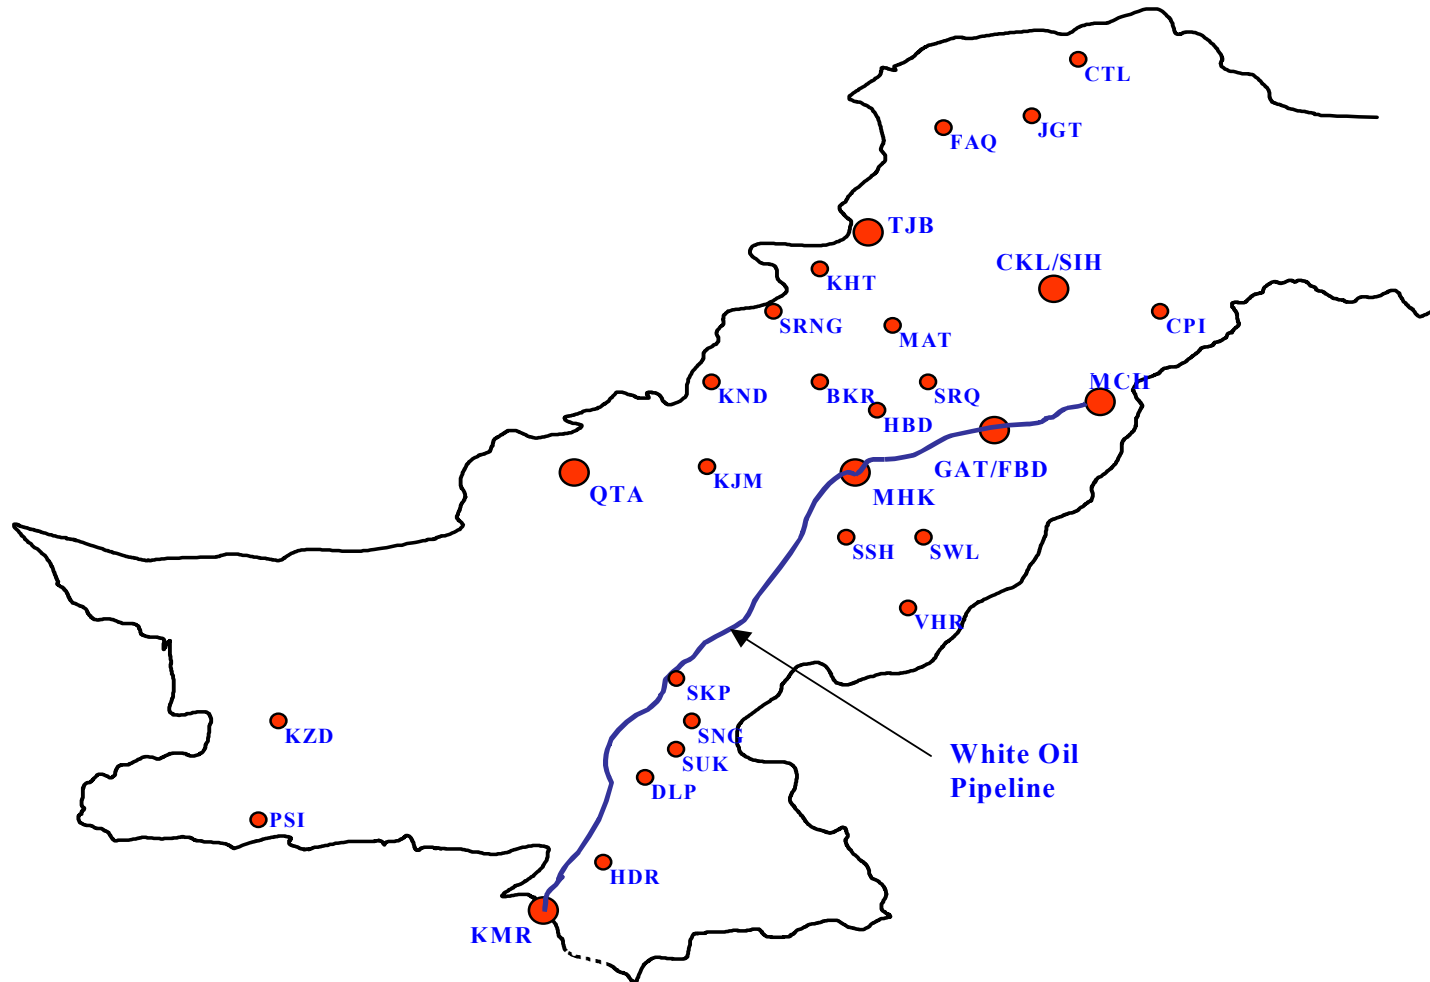 CTL
JGT
FAQ
TJB
CKL/SIH
KHT
SRNG
CPI
MAT
MCH
KND
BKR
SRQ
HBD
GAT/FBD
KJM
QTA
MHK
SSH
SWL
VHR
SKP
SNG
KZD
White Oil
Pipeline
SUK
DLP
PSI
HDR
KMR